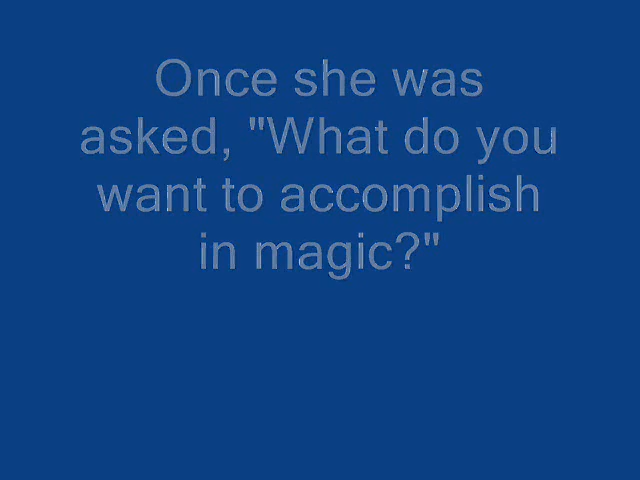 Once she was
asked, "What do you
want to accomplish
in magic?"